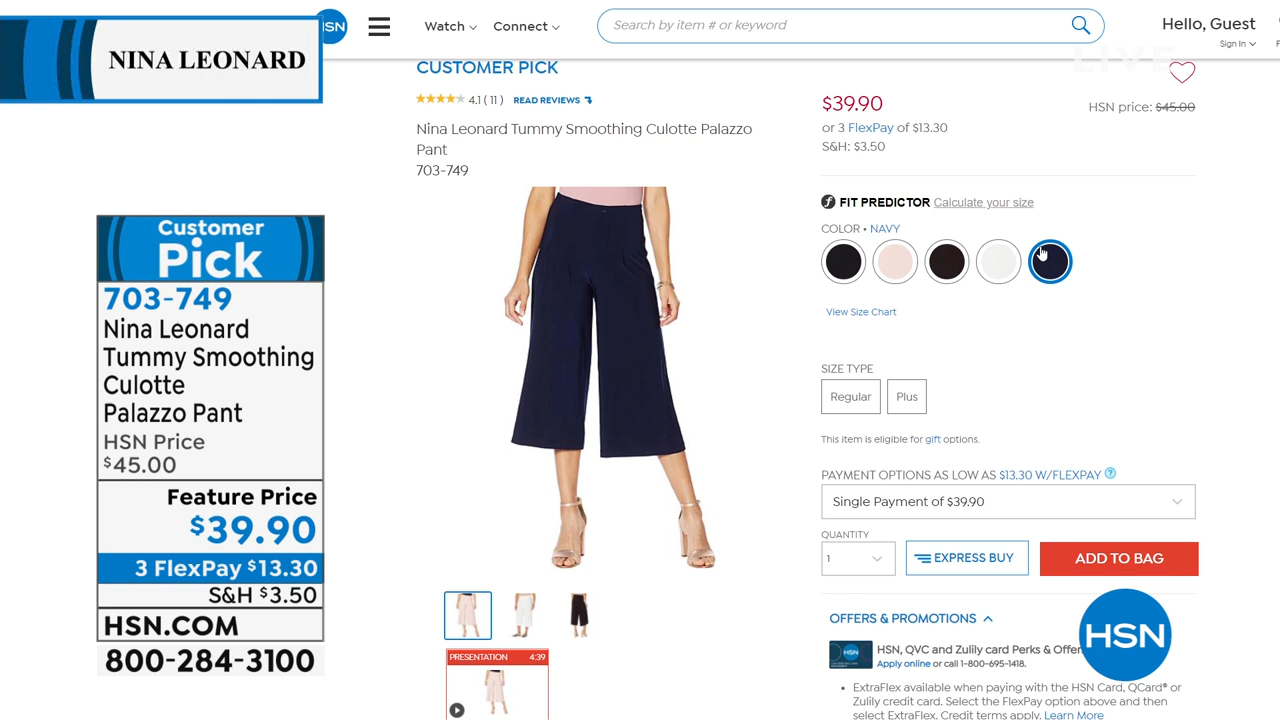 NINA LEONARD
HSN
Watch
Connect
Search by item # or keyword
Hello, Guest
Sign In
LIVE
CUSTOMER PICK
4.1 ( 11 ) READ REVIEWS
Nina Leonard Tummy Smoothing Culotte Palazzo
Pant
703-749
$39.90
HSN price: $45.00
or 3 FlexPay of $13.30
S&H: $3.50
FIT PREDICTOR Calculate your size
COLOR • NAVY
View Size Chart
SIZE TYPE
Regular
Plus
This item is eligible for gift options.
PAYMENT OPTIONS AS LOW AS $13.30 W/FLEXPAY ?
Single Payment of $39.90
QUANTITY
1
EXPRESS BUY
ADD TO BAG
OFFERS & PROMOTIONS
HSN
HSN, QVC and Zulily card Perks & Offer
Apply online or call 1-800-695-1418.
• ExtraFlex available when paying with the HSN Card, QCard® or
Zulily credit card. Select the FlexPay option above and then
select ExtraFlex. Credit terms apply. Learn More
HSN
PRESENTATION 4:39
Customer
Pick
703-749
Nina Leonard
Tummy Smoothing
Culotte
Palazzo Pant
HSN Price
$45.00
Feature Price
$39.90
3 FlexPay $13.30
S&H $3.50
HSN.COM
800-284-3100